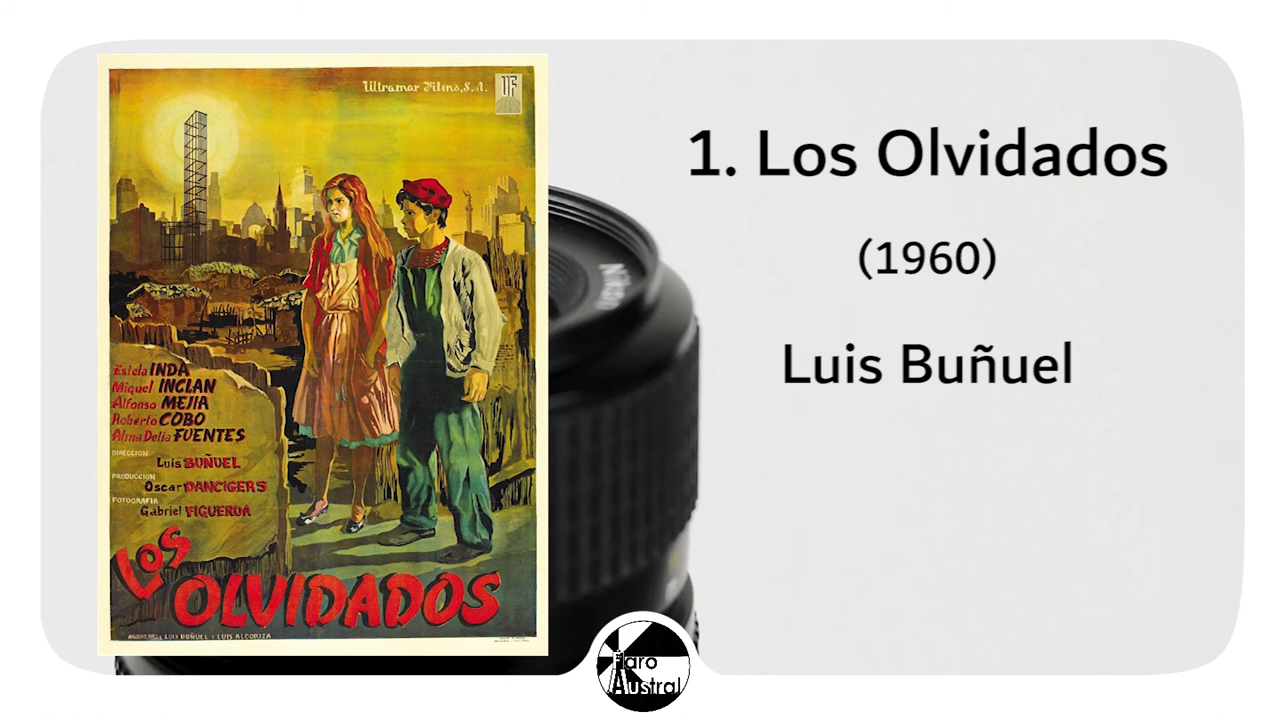 Ultramar Films, S.A.
UF
1. Los Olvidados
(1960)
Luis Buñuel
Estela INDA
Miguel INCLAN
Alfonso MEJIA
Roberto COBO
Alma Delia FUENTES
DIRECCION
Luis BUÑUEL
PRODUCCION
Oscar DANCIGERS
FOTOGRAFIA
Gabriel FIGUEROA
LOS
OLVIDADOS
LUIS BUÑUEL Y LUIS ALCORIZA
Faro
Austral